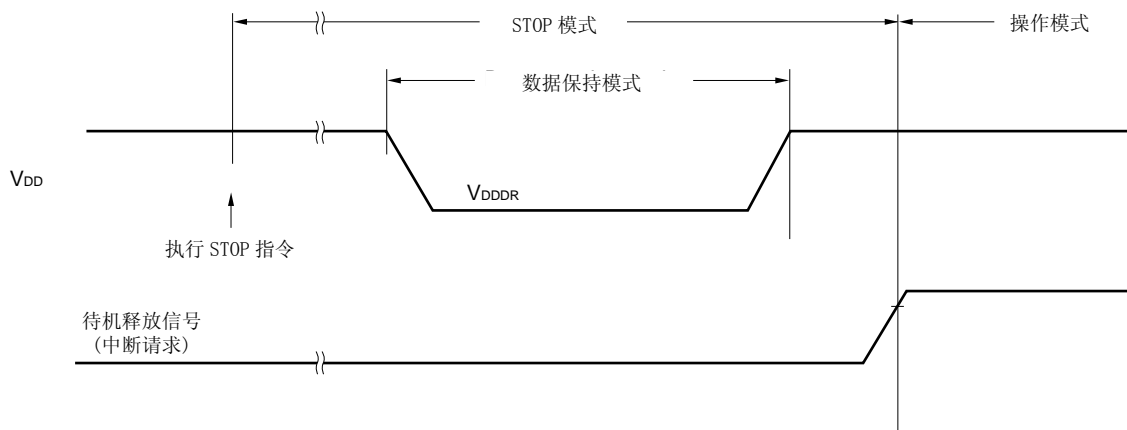 STOP 模式
操作模式
数据保持模式
VDD
VDDDR
执行 STOP 指令
待机释放信号
(中断请求)